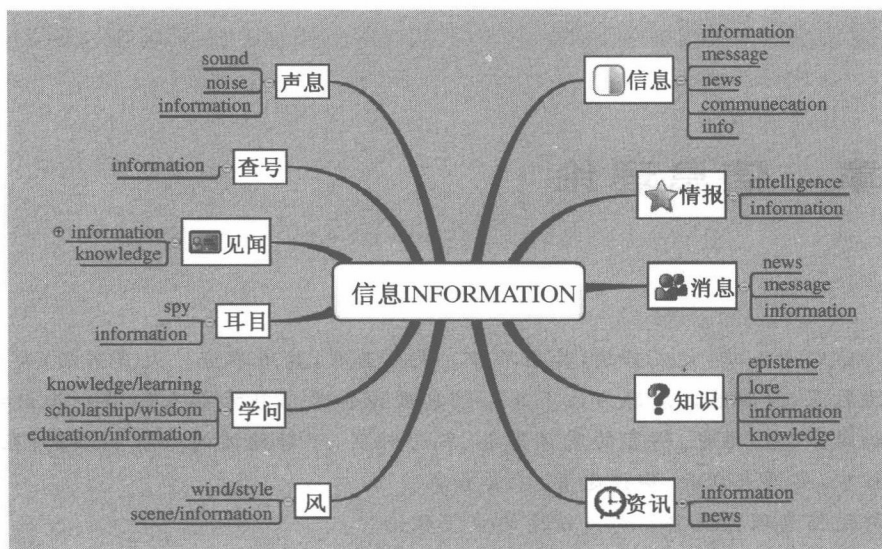 信息INFORMATION
声息
sound
noise
information
查号
information
见闻
information
knowledge
耳目
spy
information
学问
knowledge/learning
scholarship/wisdom
education/information
风
wind/style
scene/information
信息
information
message
news
communecation
info
情报
intelligence
information
消息
news
message
information
知识
episteme
lore
information
knowledge
资讯
information
news